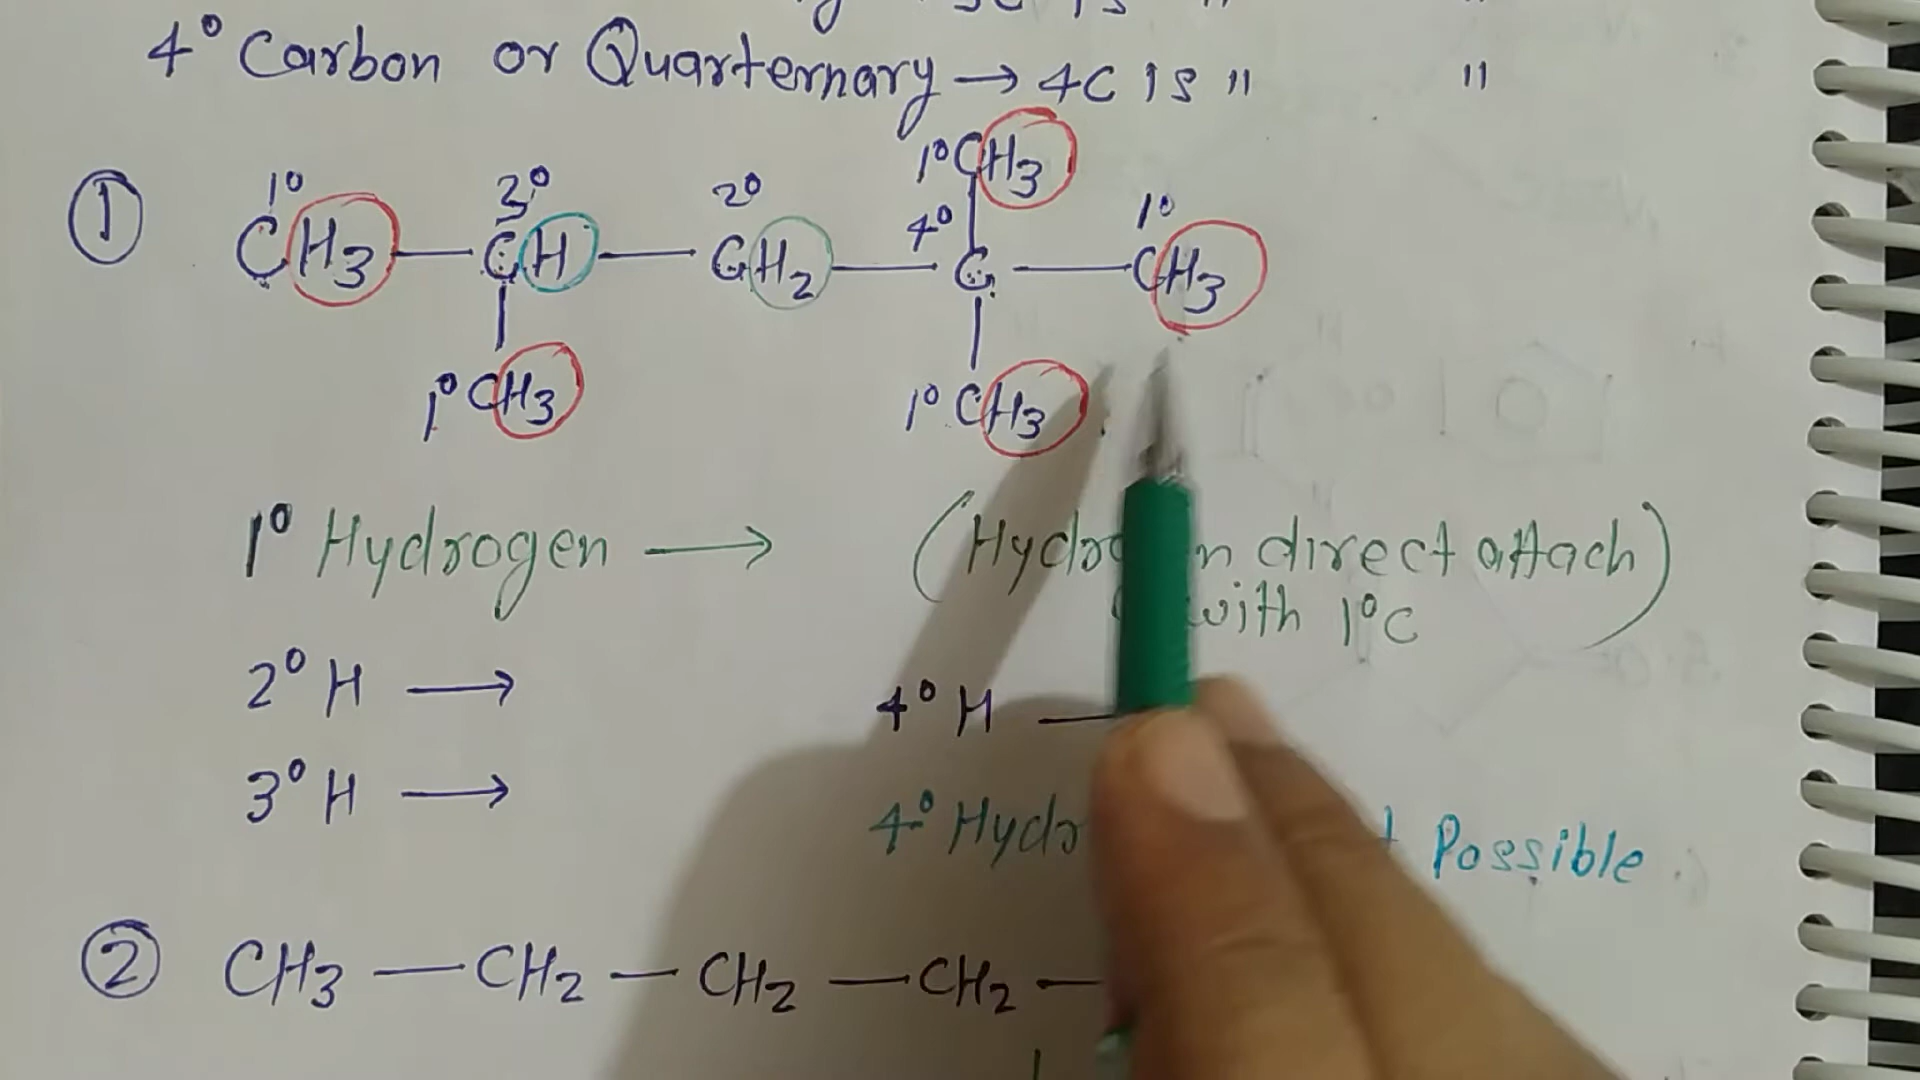 4° Carbon or Quarternary → 4C is " "
1° CH3
① 1° 3° 2° 4° 1°
CH3 — CH — CH2 — C — CH3
1° CH3 1° CH3
1° Hydrogen → (Hydro n direct attach)
with 1°C
2° H → 4° H —
3° H →
4° Hydro Possible
② CH3 — CH2 — CH2 — CH2 —